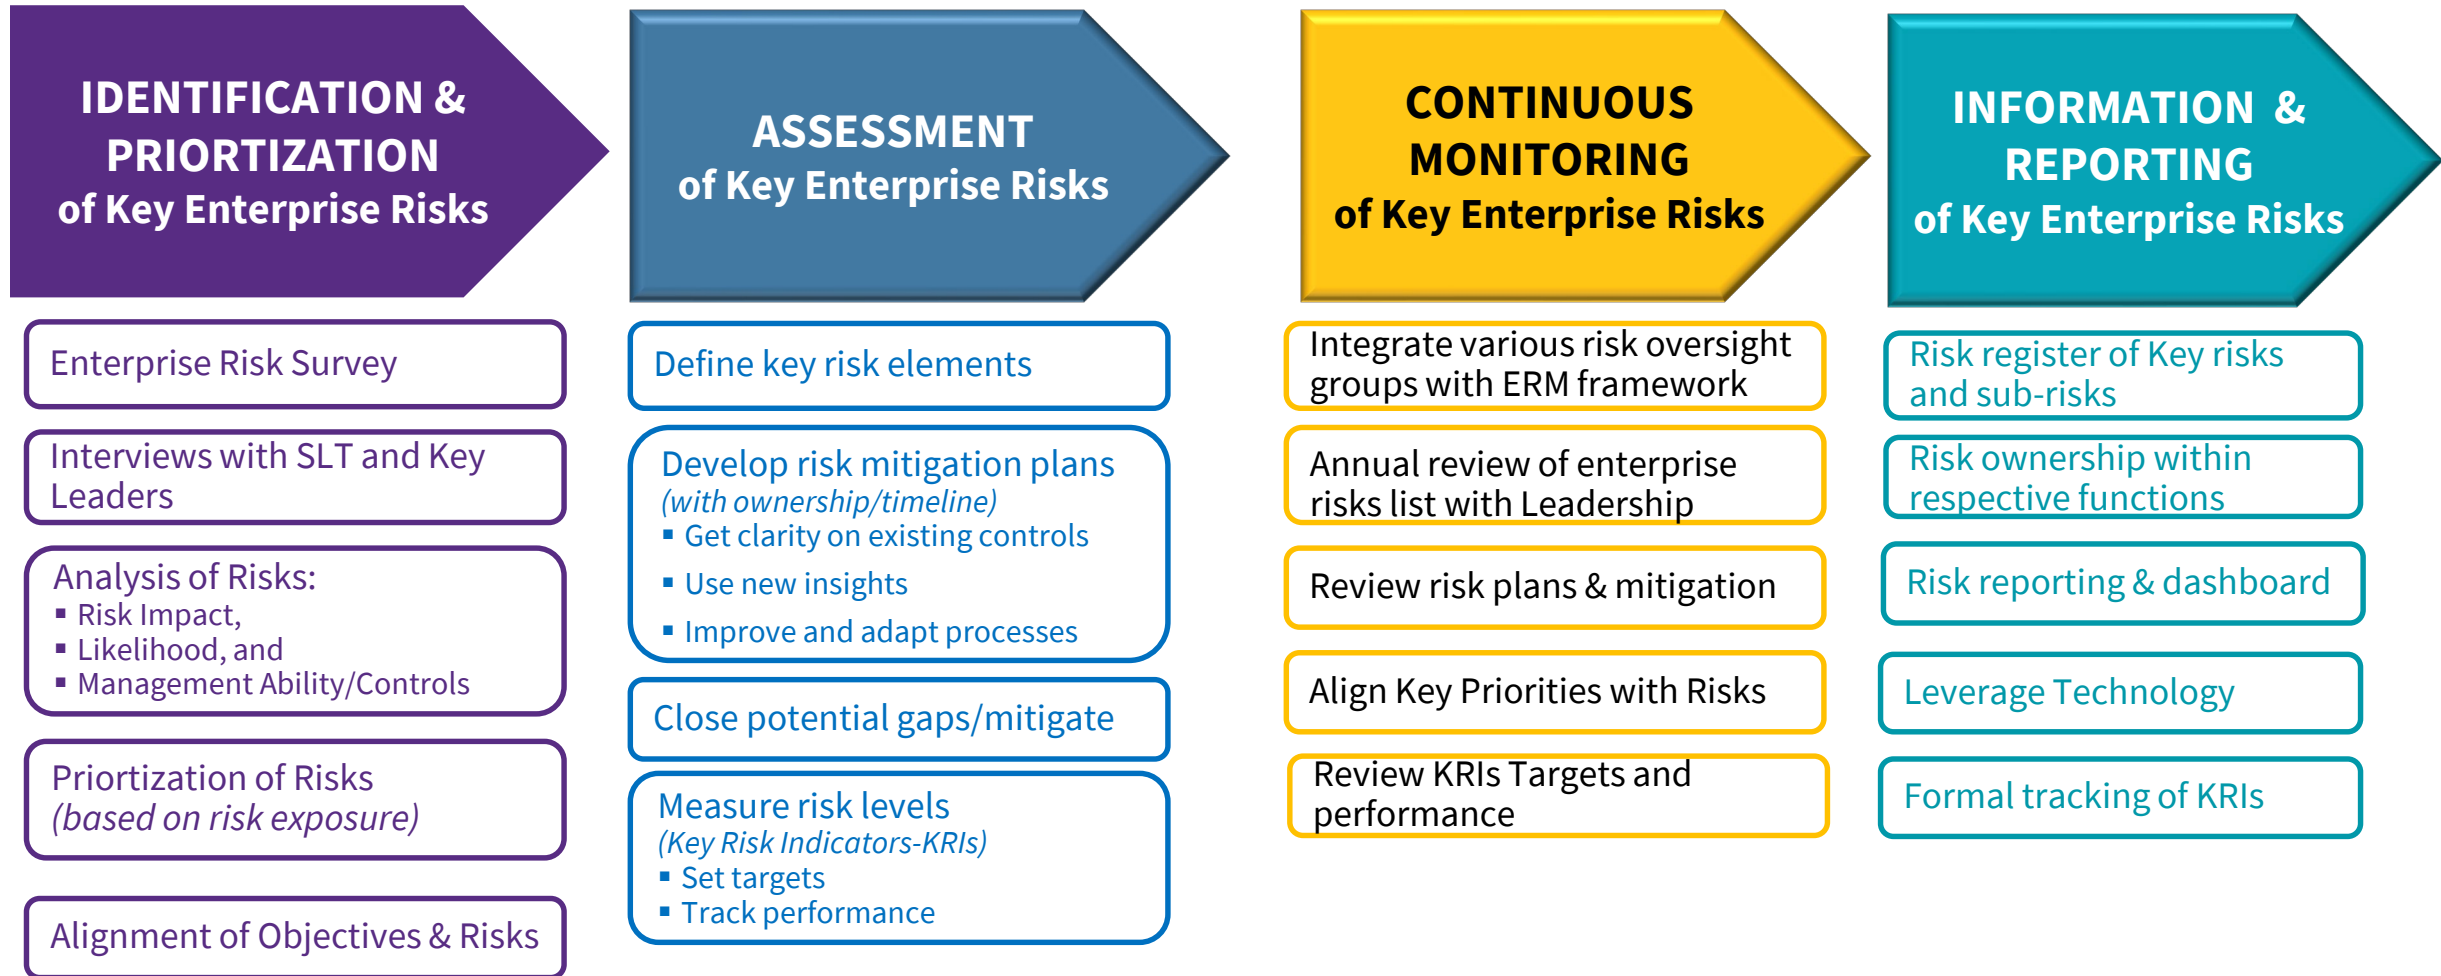 IDENTIFICATION &
PRIORTIZATION
of Key Enterprise Risks
Enterprise Risk Survey
Interviews with SLT and Key
Leaders
Analysis of Risks:
▪ Risk Impact,
▪ Likelihood, and
▪ Management Ability/Controls
Priortization of Risks
(based on risk exposure)
Alignment of Objectives & Risks
ASSESSMENT
of Key Enterprise Risks
Define key risk elements
Develop risk mitigation plans
(with ownership/timeline)
▪ Get clarity on existing controls
▪ Use new insights
▪ Improve and adapt processes
Close potential gaps/mitigate
Measure risk levels
(Key Risk Indicators-KRIs)
▪ Set targets
▪ Track performance
CONTINUOUS
MONITORING
of Key Enterprise Risks
Integrate various risk oversight
groups with ERM framework
Annual review of enterprise
risks list with Leadership
Review risk plans & mitigation
Align Key Priorities with Risks
Review KRIs Targets and
performance
INFORMATION &
REPORTING
of Key Enterprise Risks
Risk register of Key risks
and sub-risks
Risk ownership within
respective functions
Risk reporting & dashboard
Leverage Technology
Formal tracking of KRIs